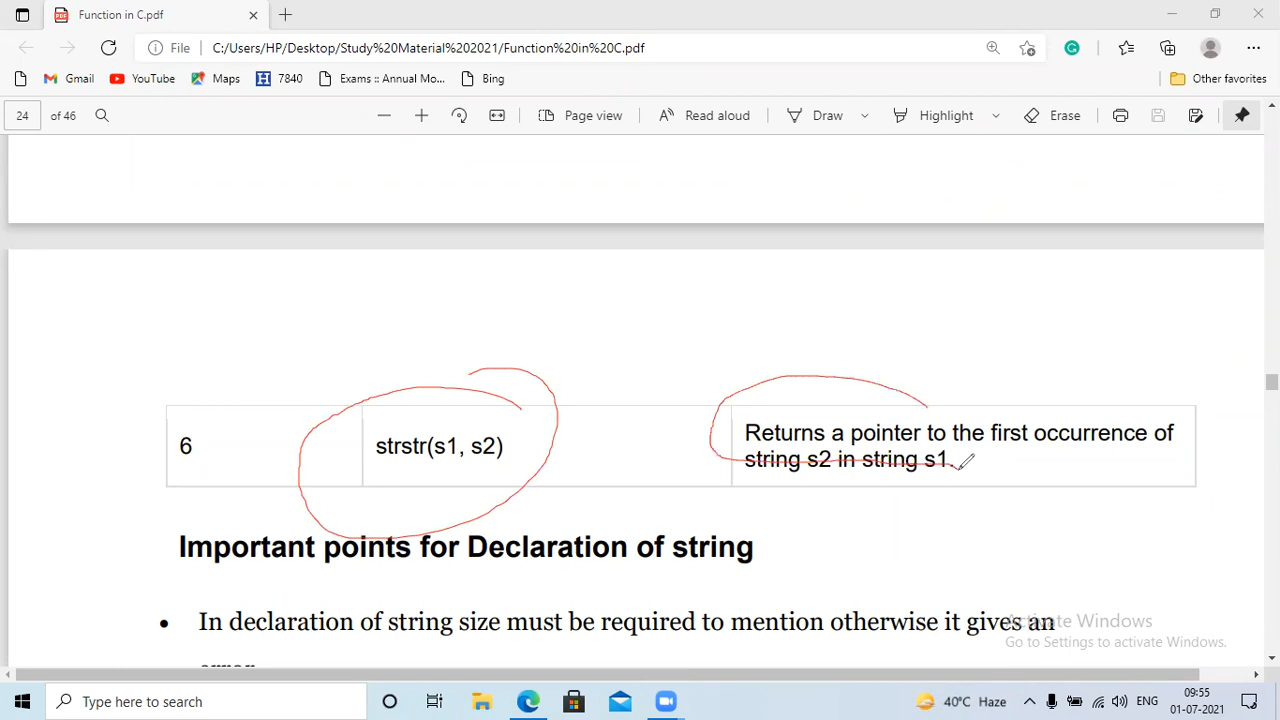 Function in C.pdf
File C:/Users/HP/Desktop/Study%20Material%202021/Function%20in%20C.pdf
Gmail YouTube Maps 7840 Exams :: Annual Mo... Bing Other favorites
24 of 46 Page view Read aloud Draw Highlight Erase
6 strstr(s1, s2) Returns a pointer to the first occurrence of
string s2 in string s1.
Important points for Declaration of string
• In declaration of string size must be required to mention otherwise it gives an
error
Activate Windows
Go to Settings to activate Windows.
Type here to search 40°C Haze ENG 09:55
01-07-2021